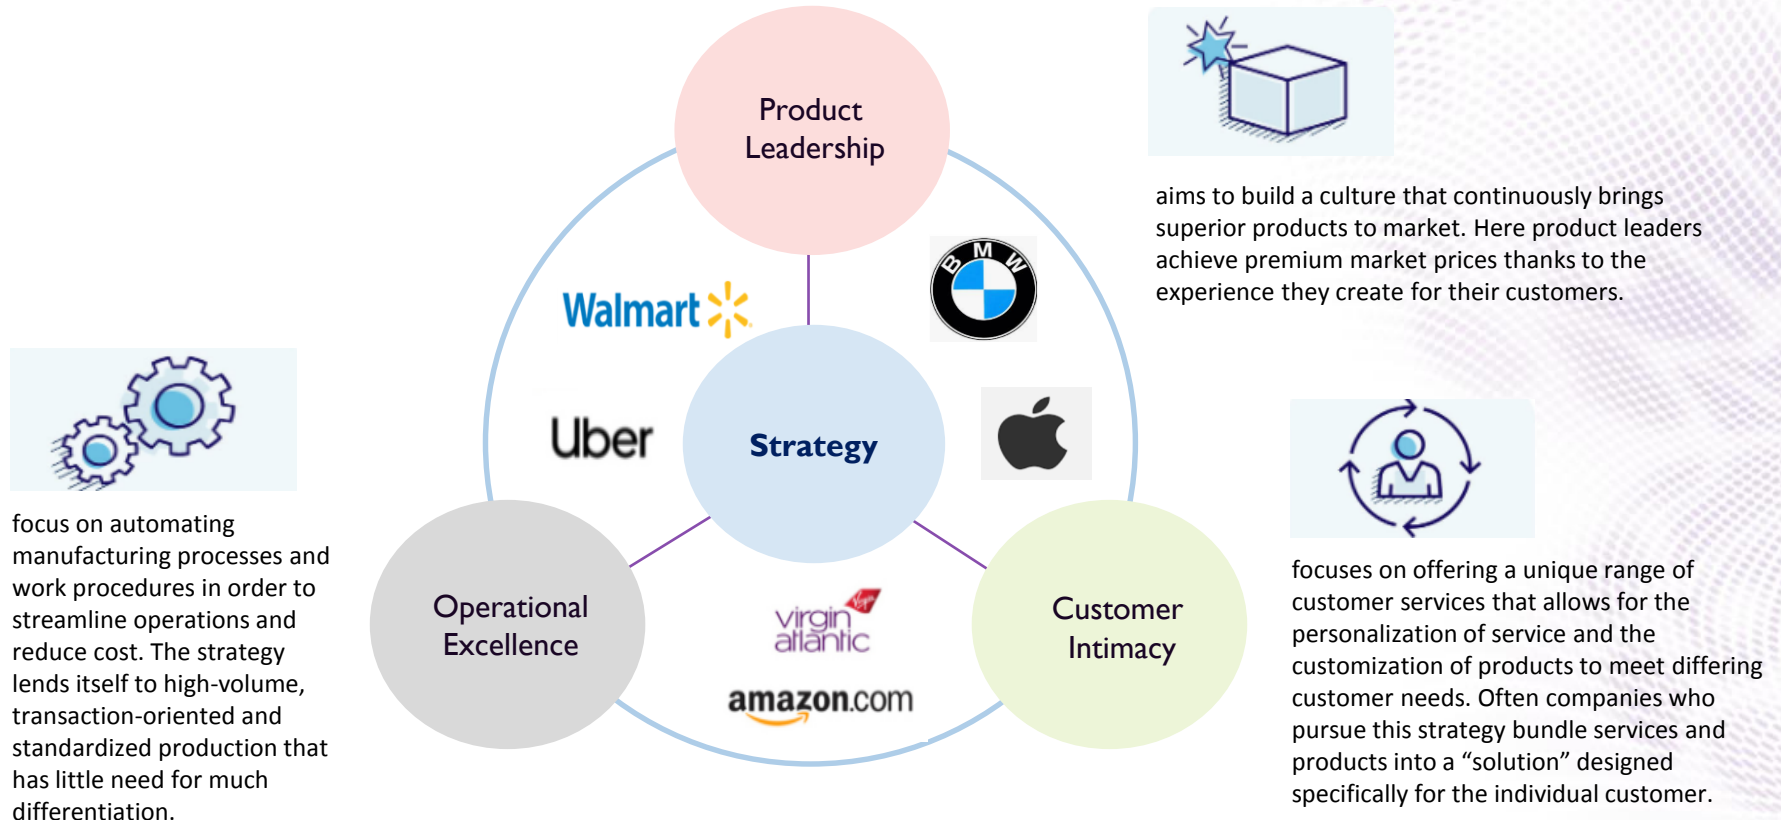 Product
Leadership
aims to build a culture that continuously brings
superior products to market. Here product leaders
achieve premium market prices thanks to the
experience they create for their customers.
BMW
Walmart
Uber
Strategy
focus on automating
manufacturing processes and
work procedures in order to
streamline operations and
reduce cost. The strategy
lends itself to high-volume,
transaction-oriented and
standardized production that
has little need for much
differentiation.
Operational
Excellence
virgin
atlantic
Virgin
amazon.com
Customer
Intimacy
focuses on offering a unique range of
customer services that allows for the
personalization of service and the
customization of products to meet differing
customer needs. Often companies who
pursue this strategy bundle services and
products into a “solution” designed
specifically for the individual customer.